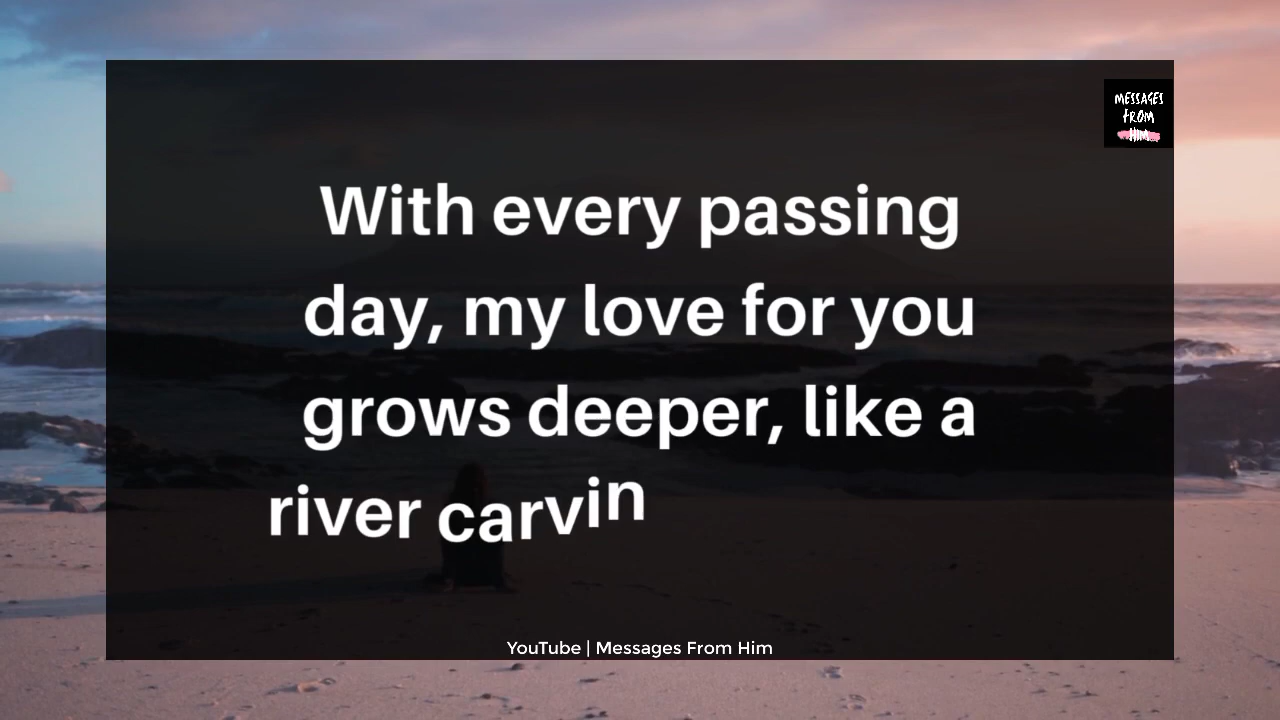 MESSAGES
FROM
HIM...
With every passing
day, my love for you
grows deeper, like a
river carvin
YouTube | Messages From Him